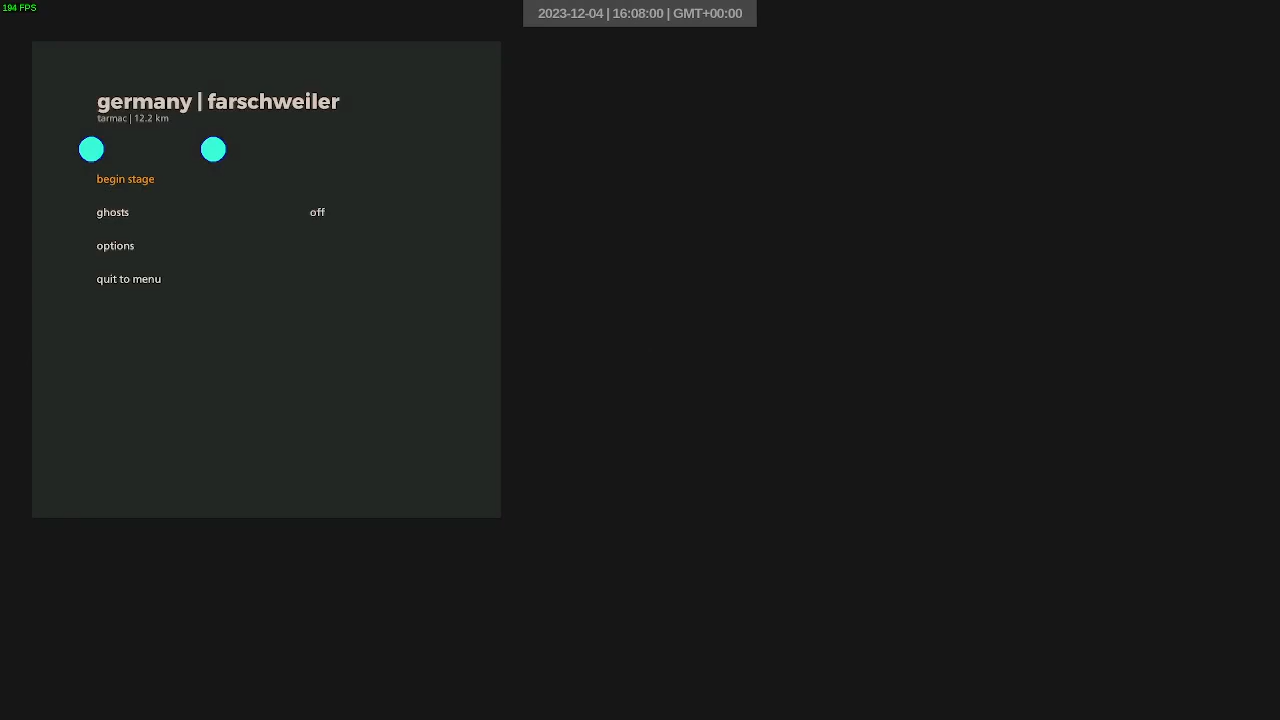 194 FPS
2023-12-04 | 16:08:00 | GMT+00:00
germany | farschweiler
tarmac | 12.2 km
begin stage
ghosts off
options
quit to menu